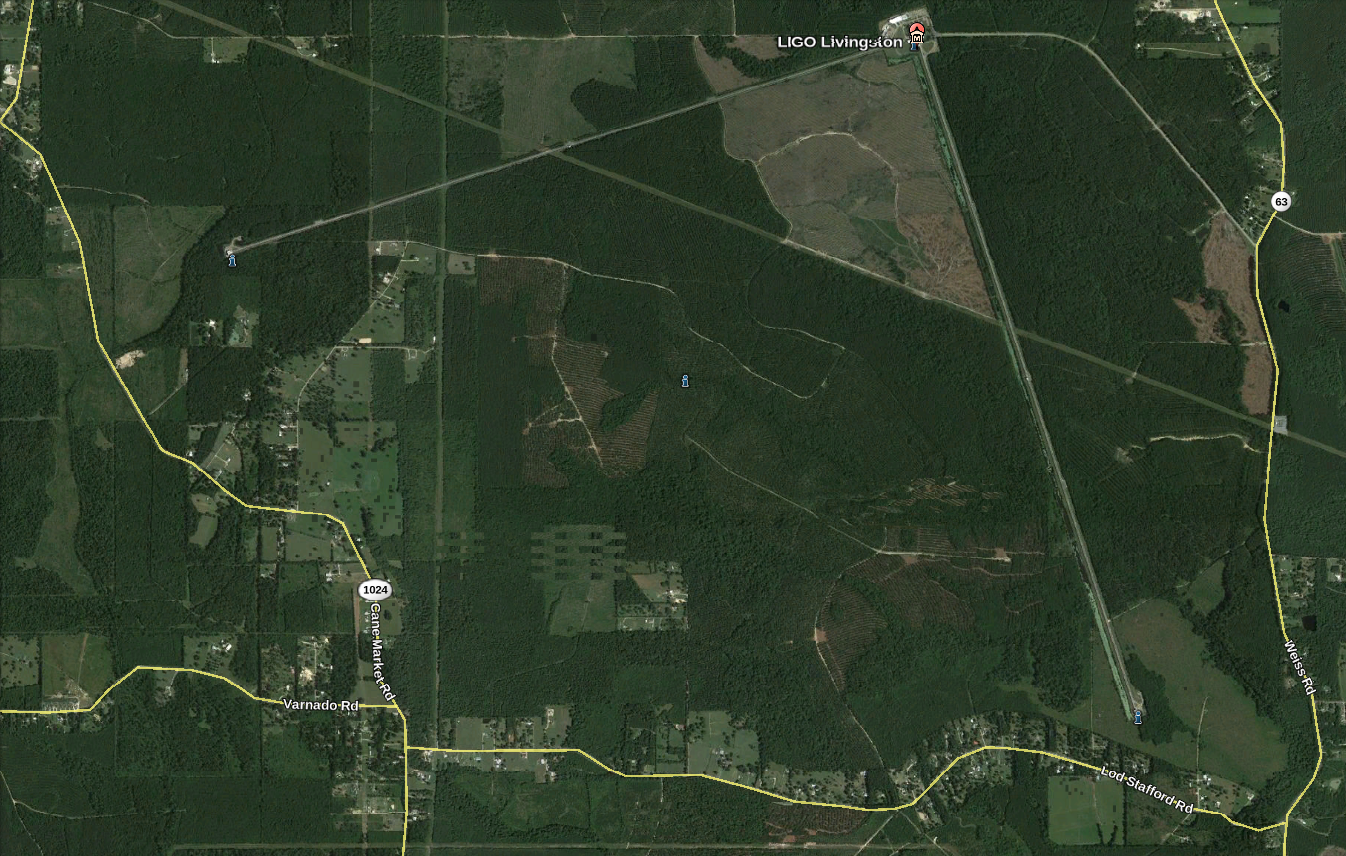 LIGO Livingston
M
63
1024
Cane Market Rd
Weiss Rd
Varnado Rd
Lod Stafford Rd